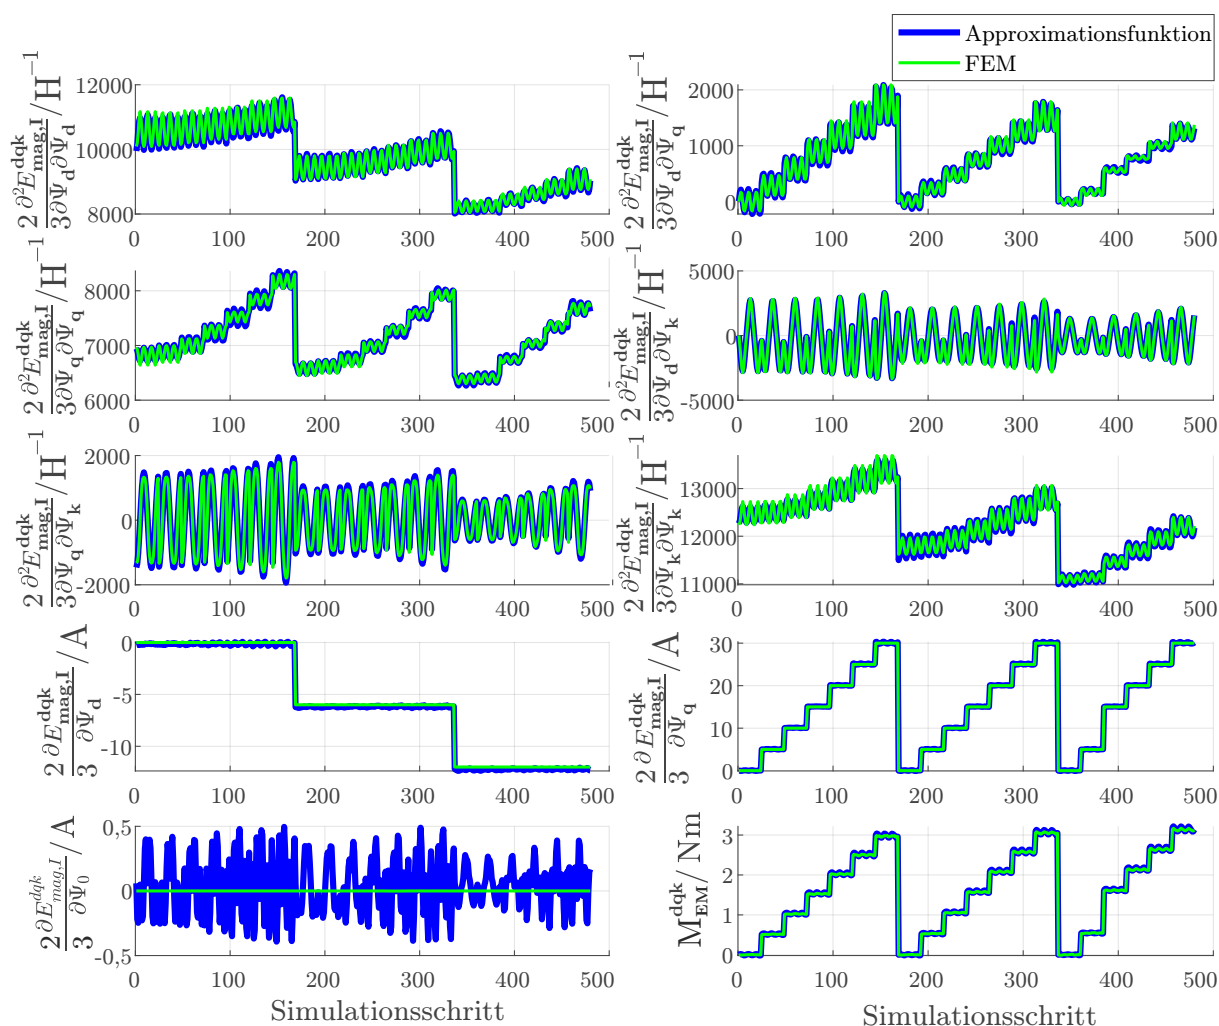 Approximationsfunktion
FEM
2 ∂²E^dqk_mag,I / 3 ∂Ψ_d ∂Ψ_d /H⁻¹
12000
10000
8000
0 100 200 300 400 500
2 ∂²E^dqk_mag,I / 3 ∂Ψ_d ∂Ψ_q /H⁻¹
2000
1000
0
0 100 200 300 400 500
2 ∂²E^dqk_mag,I / 3 ∂Ψ_q ∂Ψ_q /H⁻¹
8000
7000
6000
0 100 200 300 400 500
2 ∂²E^dqk_mag,I / 3 ∂Ψ_d ∂Ψ_k /H⁻¹
5000
0
-5000
0 100 200 300 400 500
2 ∂²E^dqk_mag,I / 3 ∂Ψ_q ∂Ψ_k /H⁻¹
2000
0
-2000
0 100 200 300 400 500
2 ∂²E^dqk_mag,I / 3 ∂Ψ_k ∂Ψ_k /H⁻¹
13000
12000
11000
0 100 200 300 400 500
2 ∂E^dqk_mag,I / 3 ∂Ψ_d /A
0
-5
-10
0 100 200 300 400 500
2 ∂E^dqk_mag,I / 3 ∂Ψ_q /A
30
20
10
0
0 100 200 300 400 500
2 ∂E^dqk_mag,I / 3 ∂Ψ_0 /A
0,5
0
-0,5
0 100 200 300 400 500
Simulationsschritt
M^dqk_EM / Nm
3
2
1
0
0 100 200 300 400 500
Simulationsschritt